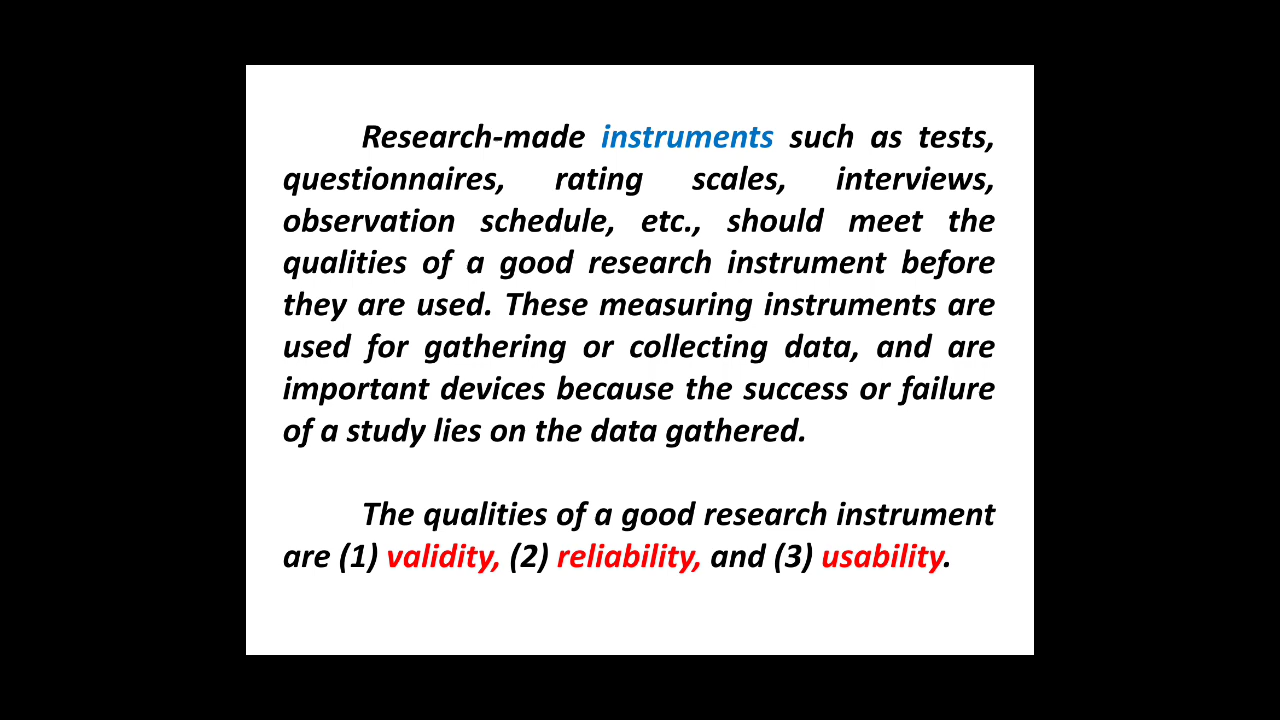 Research-made instruments such as tests,
questionnaires, rating scales, interviews,
observation schedule, etc., should meet the
qualities of a good research instrument before
they are used. These measuring instruments are
used for gathering or collecting data, and are
important devices because the success or failure
of a study lies on the data gathered.
The qualities of a good research instrument
are (1) validity, (2) reliability, and (3) usability.